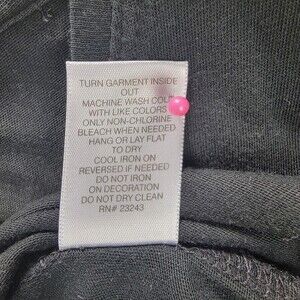 TURN GARMENT INSIDE
OUT
MACHINE WASH COLD
WITH LIKE COLORS
ONLY NON-CHLORINE
BLEACH WHEN NEEDED
HANG OR LAY FLAT
TO DRY
COOL IRON ON
REVERSED IF NEEDED
DO NOT IRON
ON DECORATION
DO NOT DRY CLEAN
RN# 23243